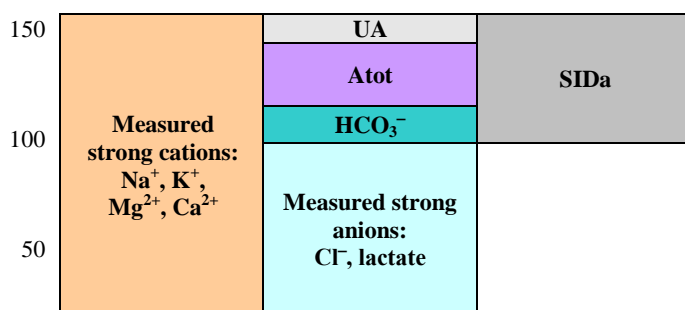 150
100
50
Measured
strong cations:
Na⁺, K⁺,
Mg²⁺, Ca²⁺
UA
Atot
HCO₃⁻
Measured strong
anions:
Cl⁻, lactate
SIDa